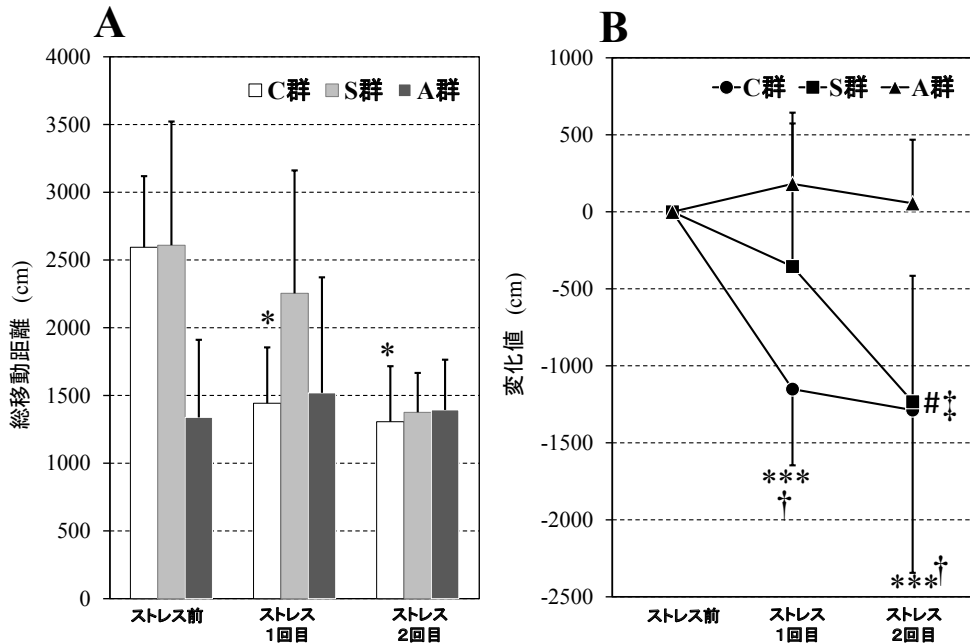 A
4000
3500
3000
2500
2000
1500
1000
500
0
総移動距離 (cm)
C群 S群 A群
*
*
ストレス前
ストレス
1回目
ストレス
2回目
B
1000
500
0
-500
-1000
-1500
-2000
-2500
変化値 (cm)
C群 S群 A群
***
†
#‡
‡
***†
ストレス前
ストレス
1回目
ストレス
2回目